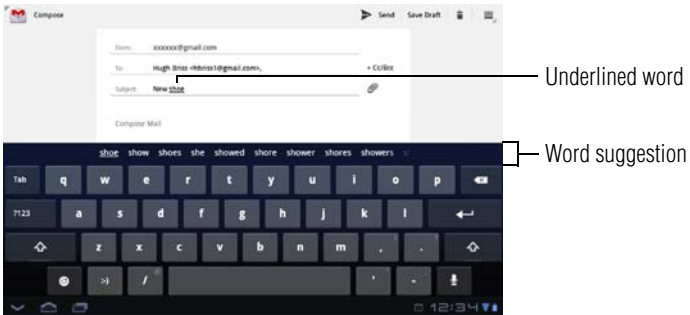 Compose Send Save Draft
From: xxxxxx@gmail.com
To: Hugh Briss <hbriss1@gmail.com>, + Cc/Bcc
Subject: New shoe
Compose Mail
Underlined word
shoe show shoes she showed shore shower shores showers
Word suggestion
Tab q w e r t y u i o p
?123 a s d f g h j k l
z x c v b n m , .
:-) / ' -
12:34